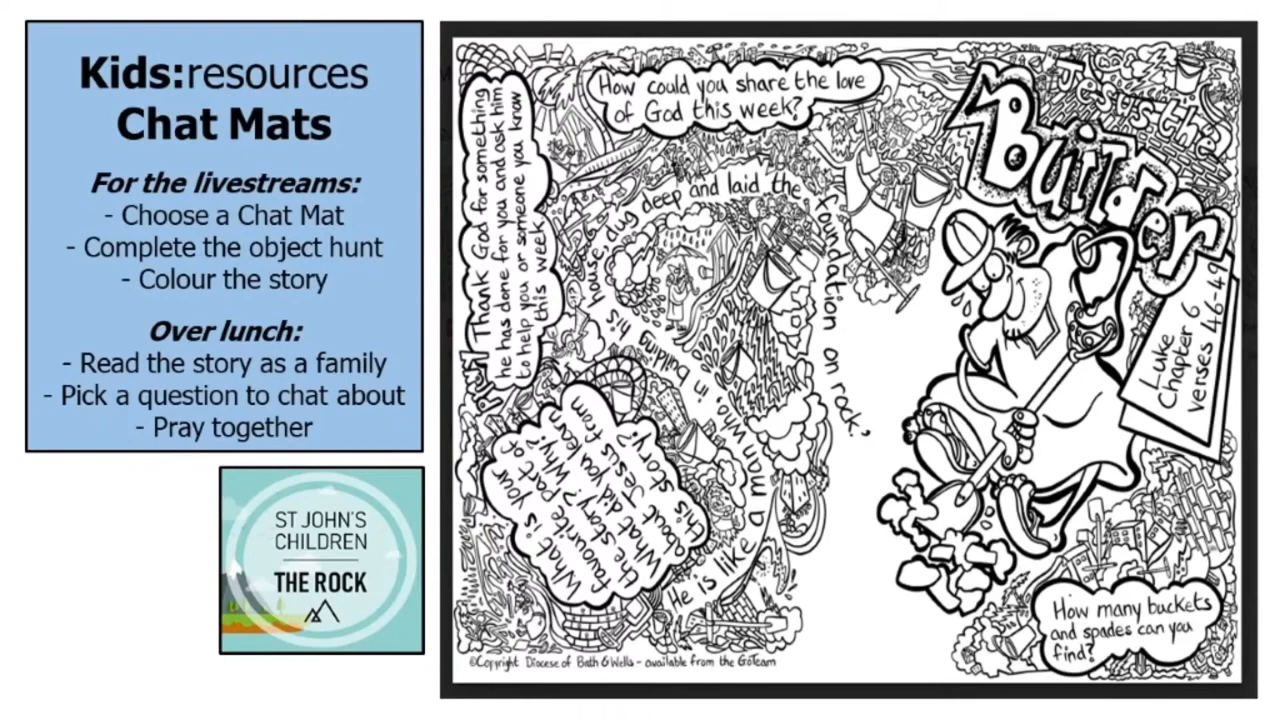 Kids:resources
Chat Mats
For the livestreams:
- Choose a Chat Mat
- Complete the object hunt
- Colour the story
Over lunch:
- Read the story as a family
- Pick a question to chat about
- Pray together
ST JOHN'S
CHILDREN
THE ROCK
How could you share the love
of God this week?
Thank God for something
he has done for you and ask him
to help you or someone you know
this week
What is your
favourite part of
the story? Why?
What did you learn
about Jesus from
this story?
He is like a man who, in building his house, dug deep and laid the foundation on rock.'
Jesus the
Builder
Luke
Chapter 6
verses 46-49
How many buckets
and spades can you
find?
©Copyright Diocese of Bath & Wells - available from the GoTeam